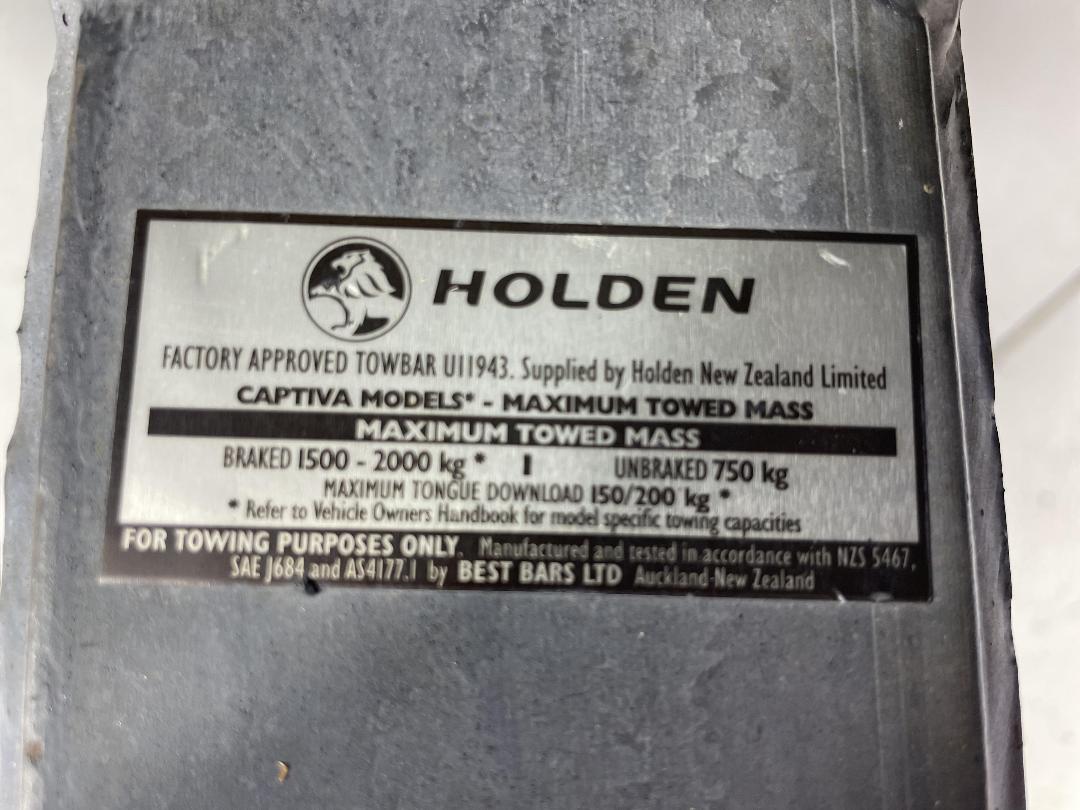 HOLDEN
FACTORY APPROVED TOWBAR U11943. Supplied by Holden New Zealand Limited
CAPTIVA MODELS* - MAXIMUM TOWED MASS
MAXIMUM TOWED MASS
BRAKED 1500 - 2000 kg * | UNBRAKED 750 kg
MAXIMUM TONGUE DOWNLOAD 150/200 kg *
* Refer to Vehicle Owners Handbook for model specific towing capacities
FOR TOWING PURPOSES ONLY. Manufactured and tested in accordance with NZS 5467,
SAE J684 and AS4177.1 by BEST BARS LTD Auckland-New Zealand